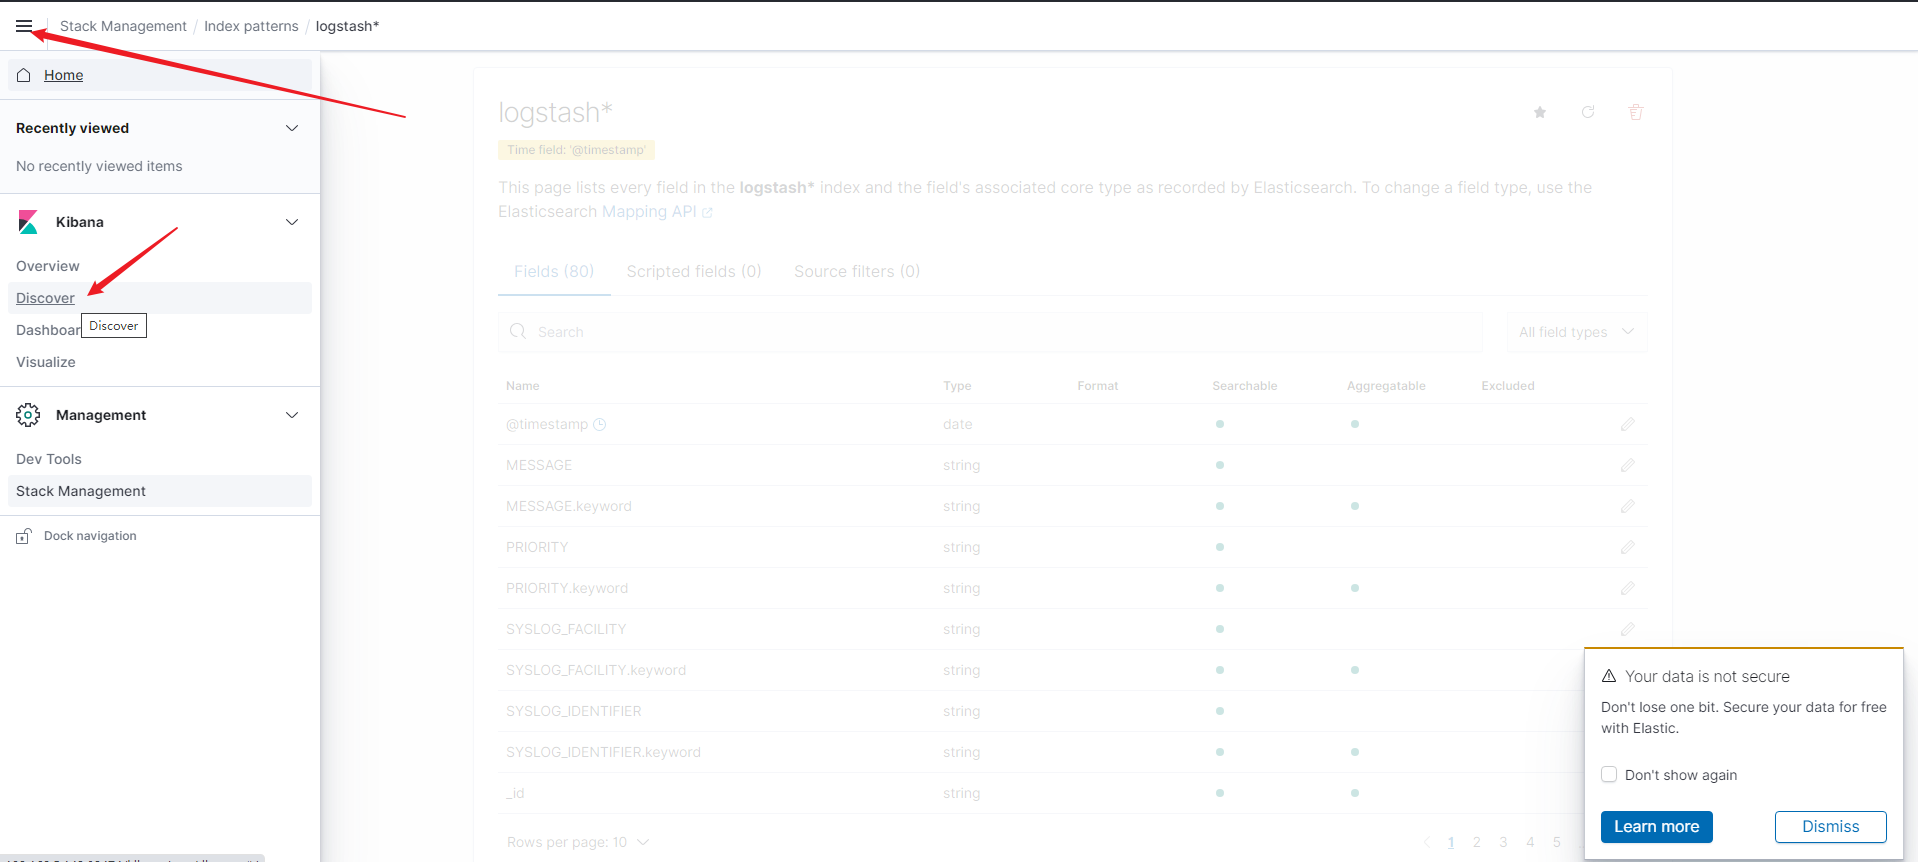 Stack Management / Index patterns / logstash*
Home
Recently viewed
No recently viewed items
Kibana
Overview
Discover
Dashboar
Discover
Visualize
Management
Dev Tools
Stack Management
Dock navigation
logstash*
Time field: '@timestamp'
This page lists every field in the logstash* index and the field's associated core type as recorded by Elasticsearch. To change a field type, use the
Elasticsearch Mapping API
Fields (80) Scripted fields (0) Source filters (0)
Search All field types
Name Type Format Searchable Aggregatable Excluded
@timestamp date
MESSAGE string
MESSAGE.keyword string
PRIORITY string
PRIORITY.keyword string
SYSLOG_FACILITY string
SYSLOG_FACILITY.keyword string
SYSLOG_IDENTIFIER string
SYSLOG_IDENTIFIER.keyword string
_id string
Rows per page: 10 1 2 3 4 5
Your data is not secure
Don't lose one bit. Secure your data for free
with Elastic.
Don't show again
Learn more Dismiss